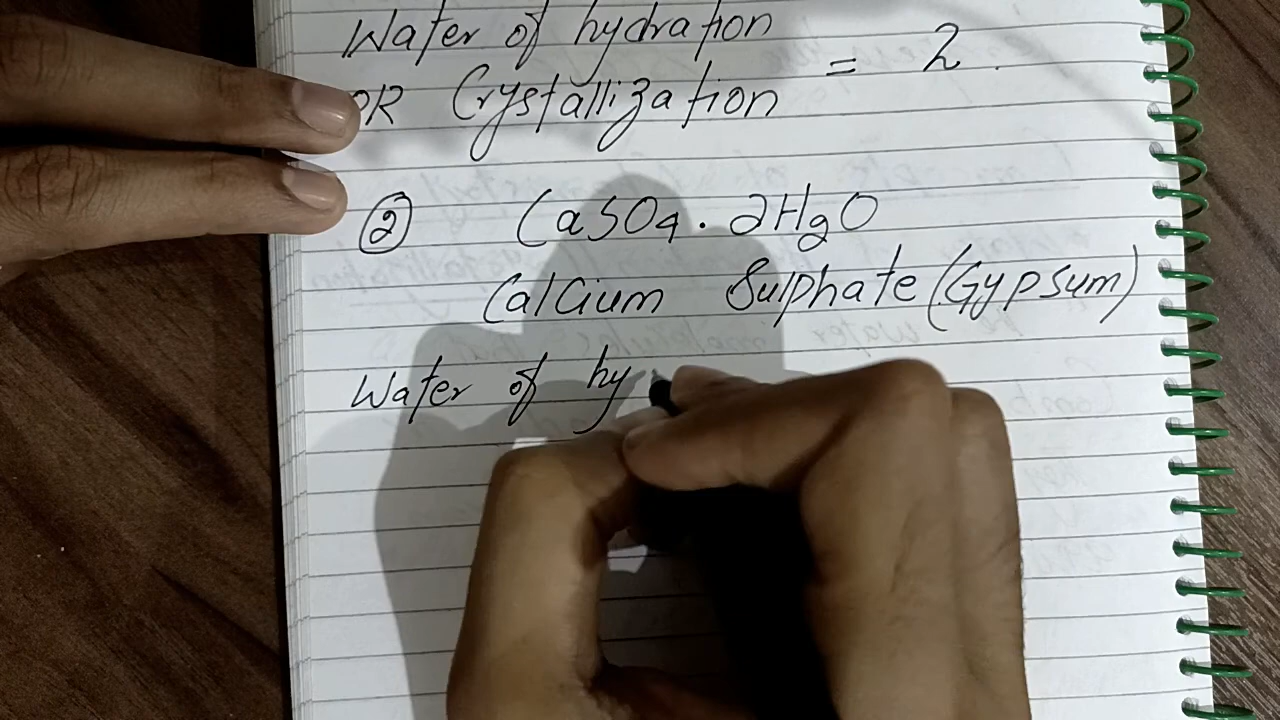 Water of hydration
OR Crystallization = 2.
② CaSO4. 2H2O
Calcium Sulphate (Gypsum)
Water of hy